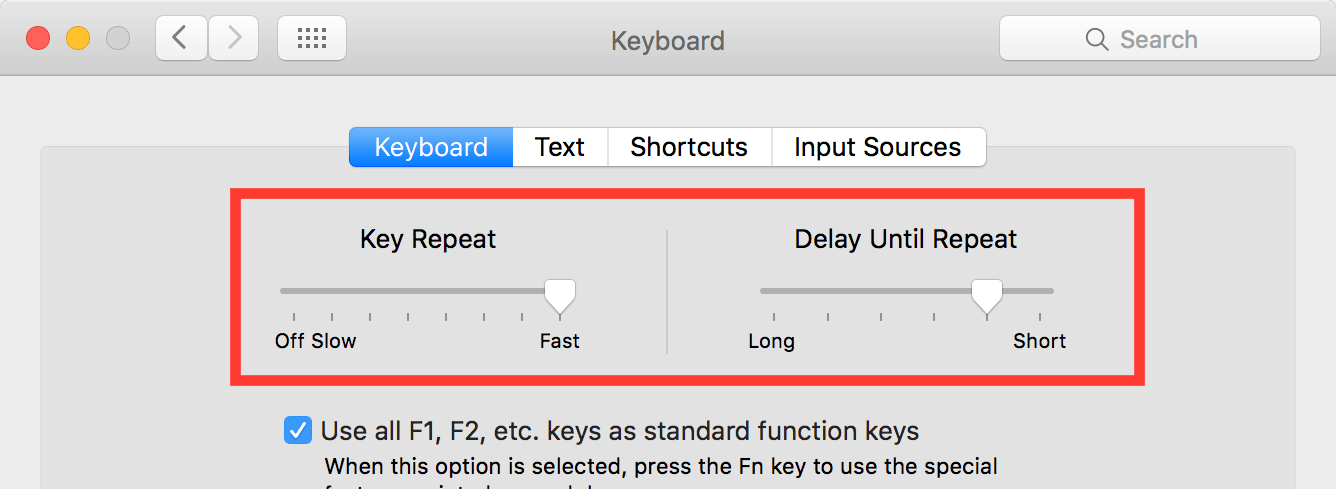 Keyboard
Search
Keyboard Text Shortcuts Input Sources
Key Repeat
Delay Until Repeat
Off Slow Fast
Long Short
Use all F1, F2, etc. keys as standard function keys
When this option is selected, press the Fn key to use the special